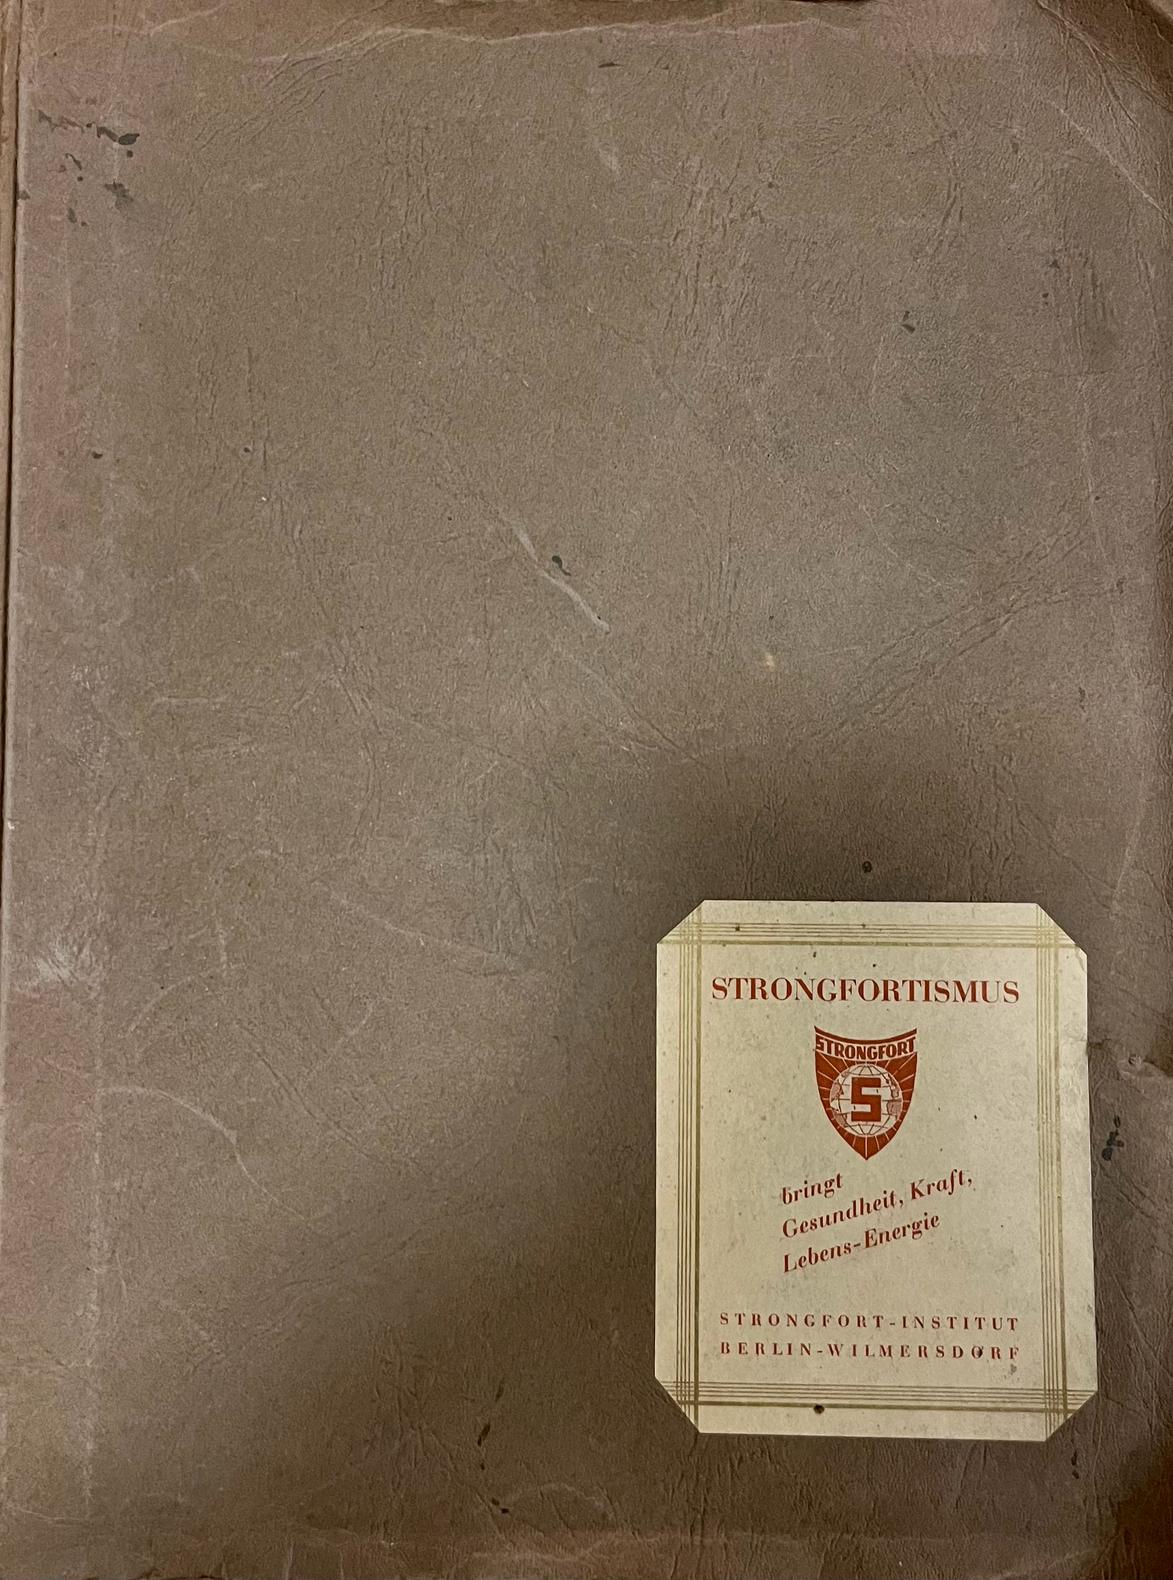 STRONGFORTISMUS
STRONGFORT
S
bringt
Gesundheit, Kraft,
Lebens-Energie
STRONGFORT-INSTITUT
BERLIN-WILMERSDORF